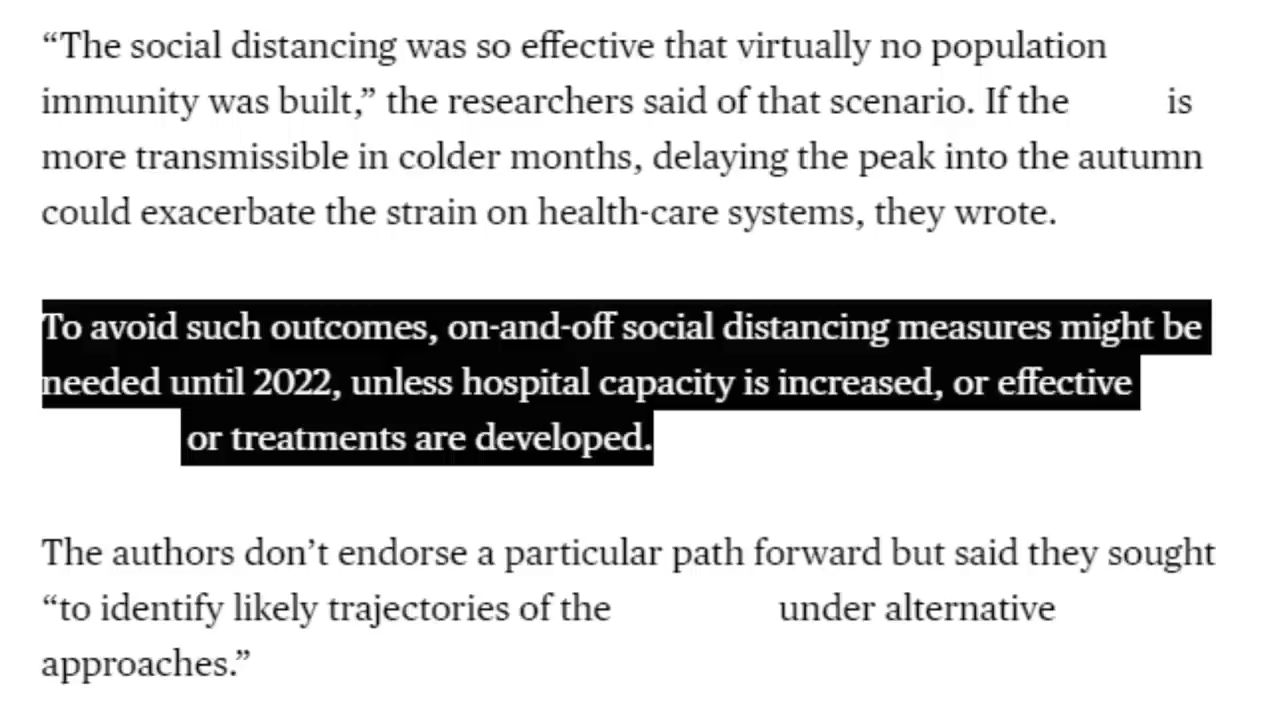 “The social distancing was so effective that virtually no population
immunity was built,” the researchers said of that scenario. If the is
more transmissible in colder months, delaying the peak into the autumn
could exacerbate the strain on health-care systems, they wrote.
To avoid such outcomes, on-and-off social distancing measures might be
needed until 2022, unless hospital capacity is increased, or effective
or treatments are developed.
The authors don’t endorse a particular path forward but said they sought
“to identify likely trajectories of the under alternative
approaches.”